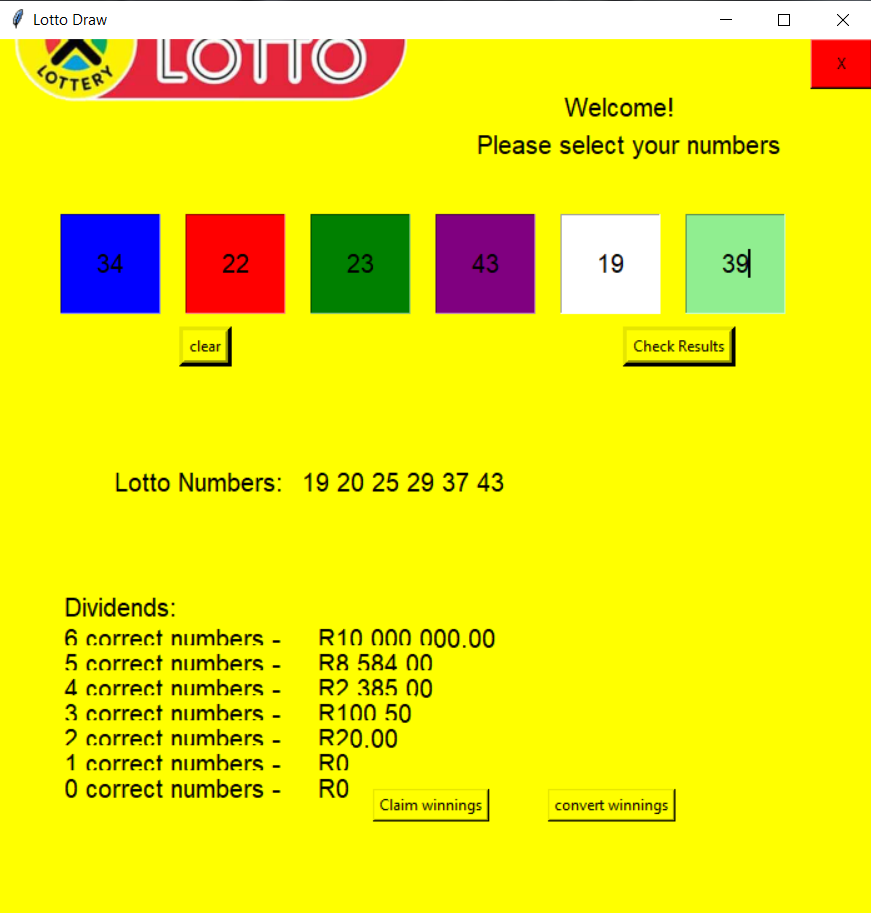 Lotto Draw
LOTTO
LOTTERY
X
Welcome!
Please select your numbers
34 22 23 43 19 39
clear Check Results
Lotto Numbers: 19 20 25 29 37 43
Dividends:
6 correct numbers - R10 000 000.00
5 correct numbers - R8 584 00
4 correct numbers - R2 385 00
3 correct numbers - R100 50
2 correct numbers - R20.00
1 correct numbers - R0
0 correct numbers - R0
Claim winnings convert winnings